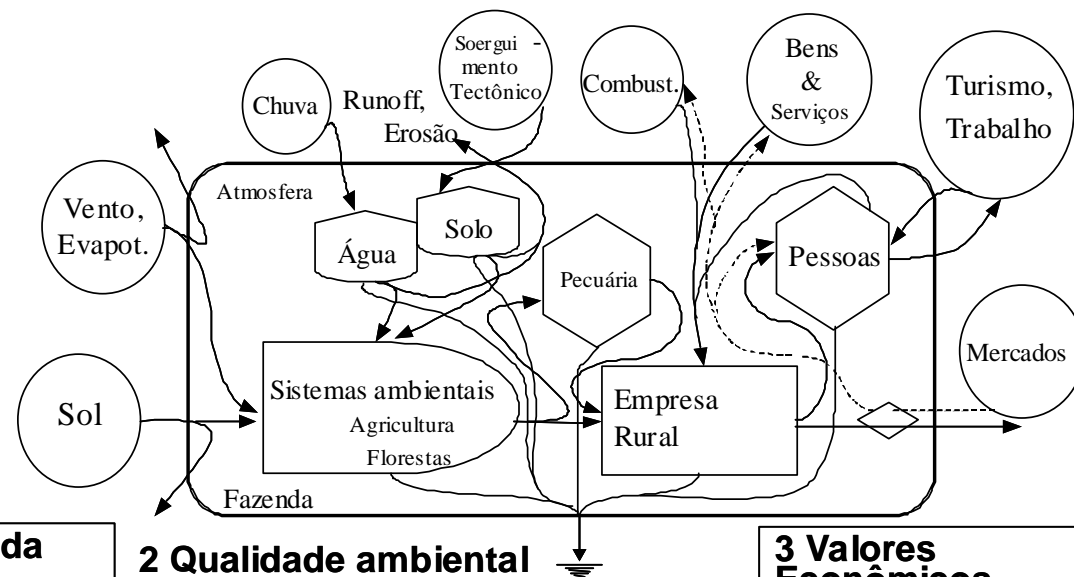 Soergui -
mento
Tectônico
Bens
&
Serviços
Chuva
Runoff,
Erosão
Combust.
Turismo,
Trabalho
Atmosfera
Vento,
Evapot.
Água
Solo
Pecuária
Pessoas
Sol
Sistemas ambientais
Agricultura
Florestas
Empresa
Rural
Mercados
Fazenda
da
2 Qualidade ambiental
3 Valores
Econômicos